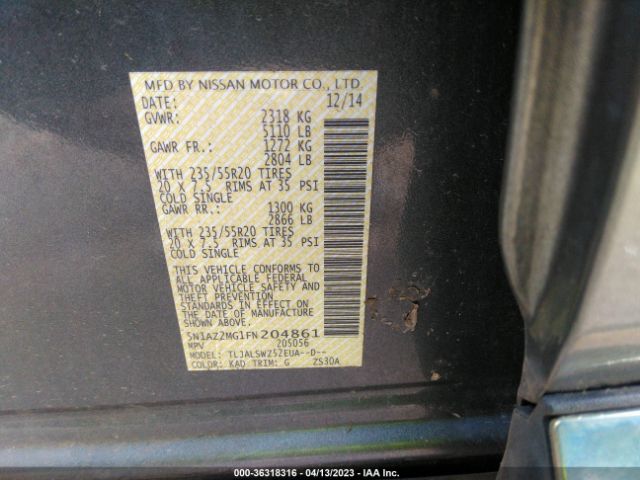 MFD BY NISSAN MOTOR CO., LTD.
DATE: 12/14
GVWR: 2318 KG
5110 LB
GAWR FR.: 1272 KG
2804 LB
WITH 235/55R20 TIRES
20 X 7.5 RIMS AT 35 PSI
COLD SINGLE
GAWR RR.: 1300 KG
2866 LB
WITH 235/55R20 TIRES
20 X 7.5 RIMS AT 35 PSI
COLD SINGLE
THIS VEHICLE CONFORMS TO
ALL APPLICABLE FEDERAL
MOTOR VEHICLE SAFETY AND
THEFT PREVENTION
STANDARDS IN EFFECT ON
THE DATE OF MANUFACTURE
SHOWN ABOVE.
5N1AZ2MG1FN204861
MPV 205056
MODEL: TLJALSWZ52EUA--D--
COLOR: KAD TRIM: G ZS30A
000-36318316 - 04/13/2023 - IAA Inc.